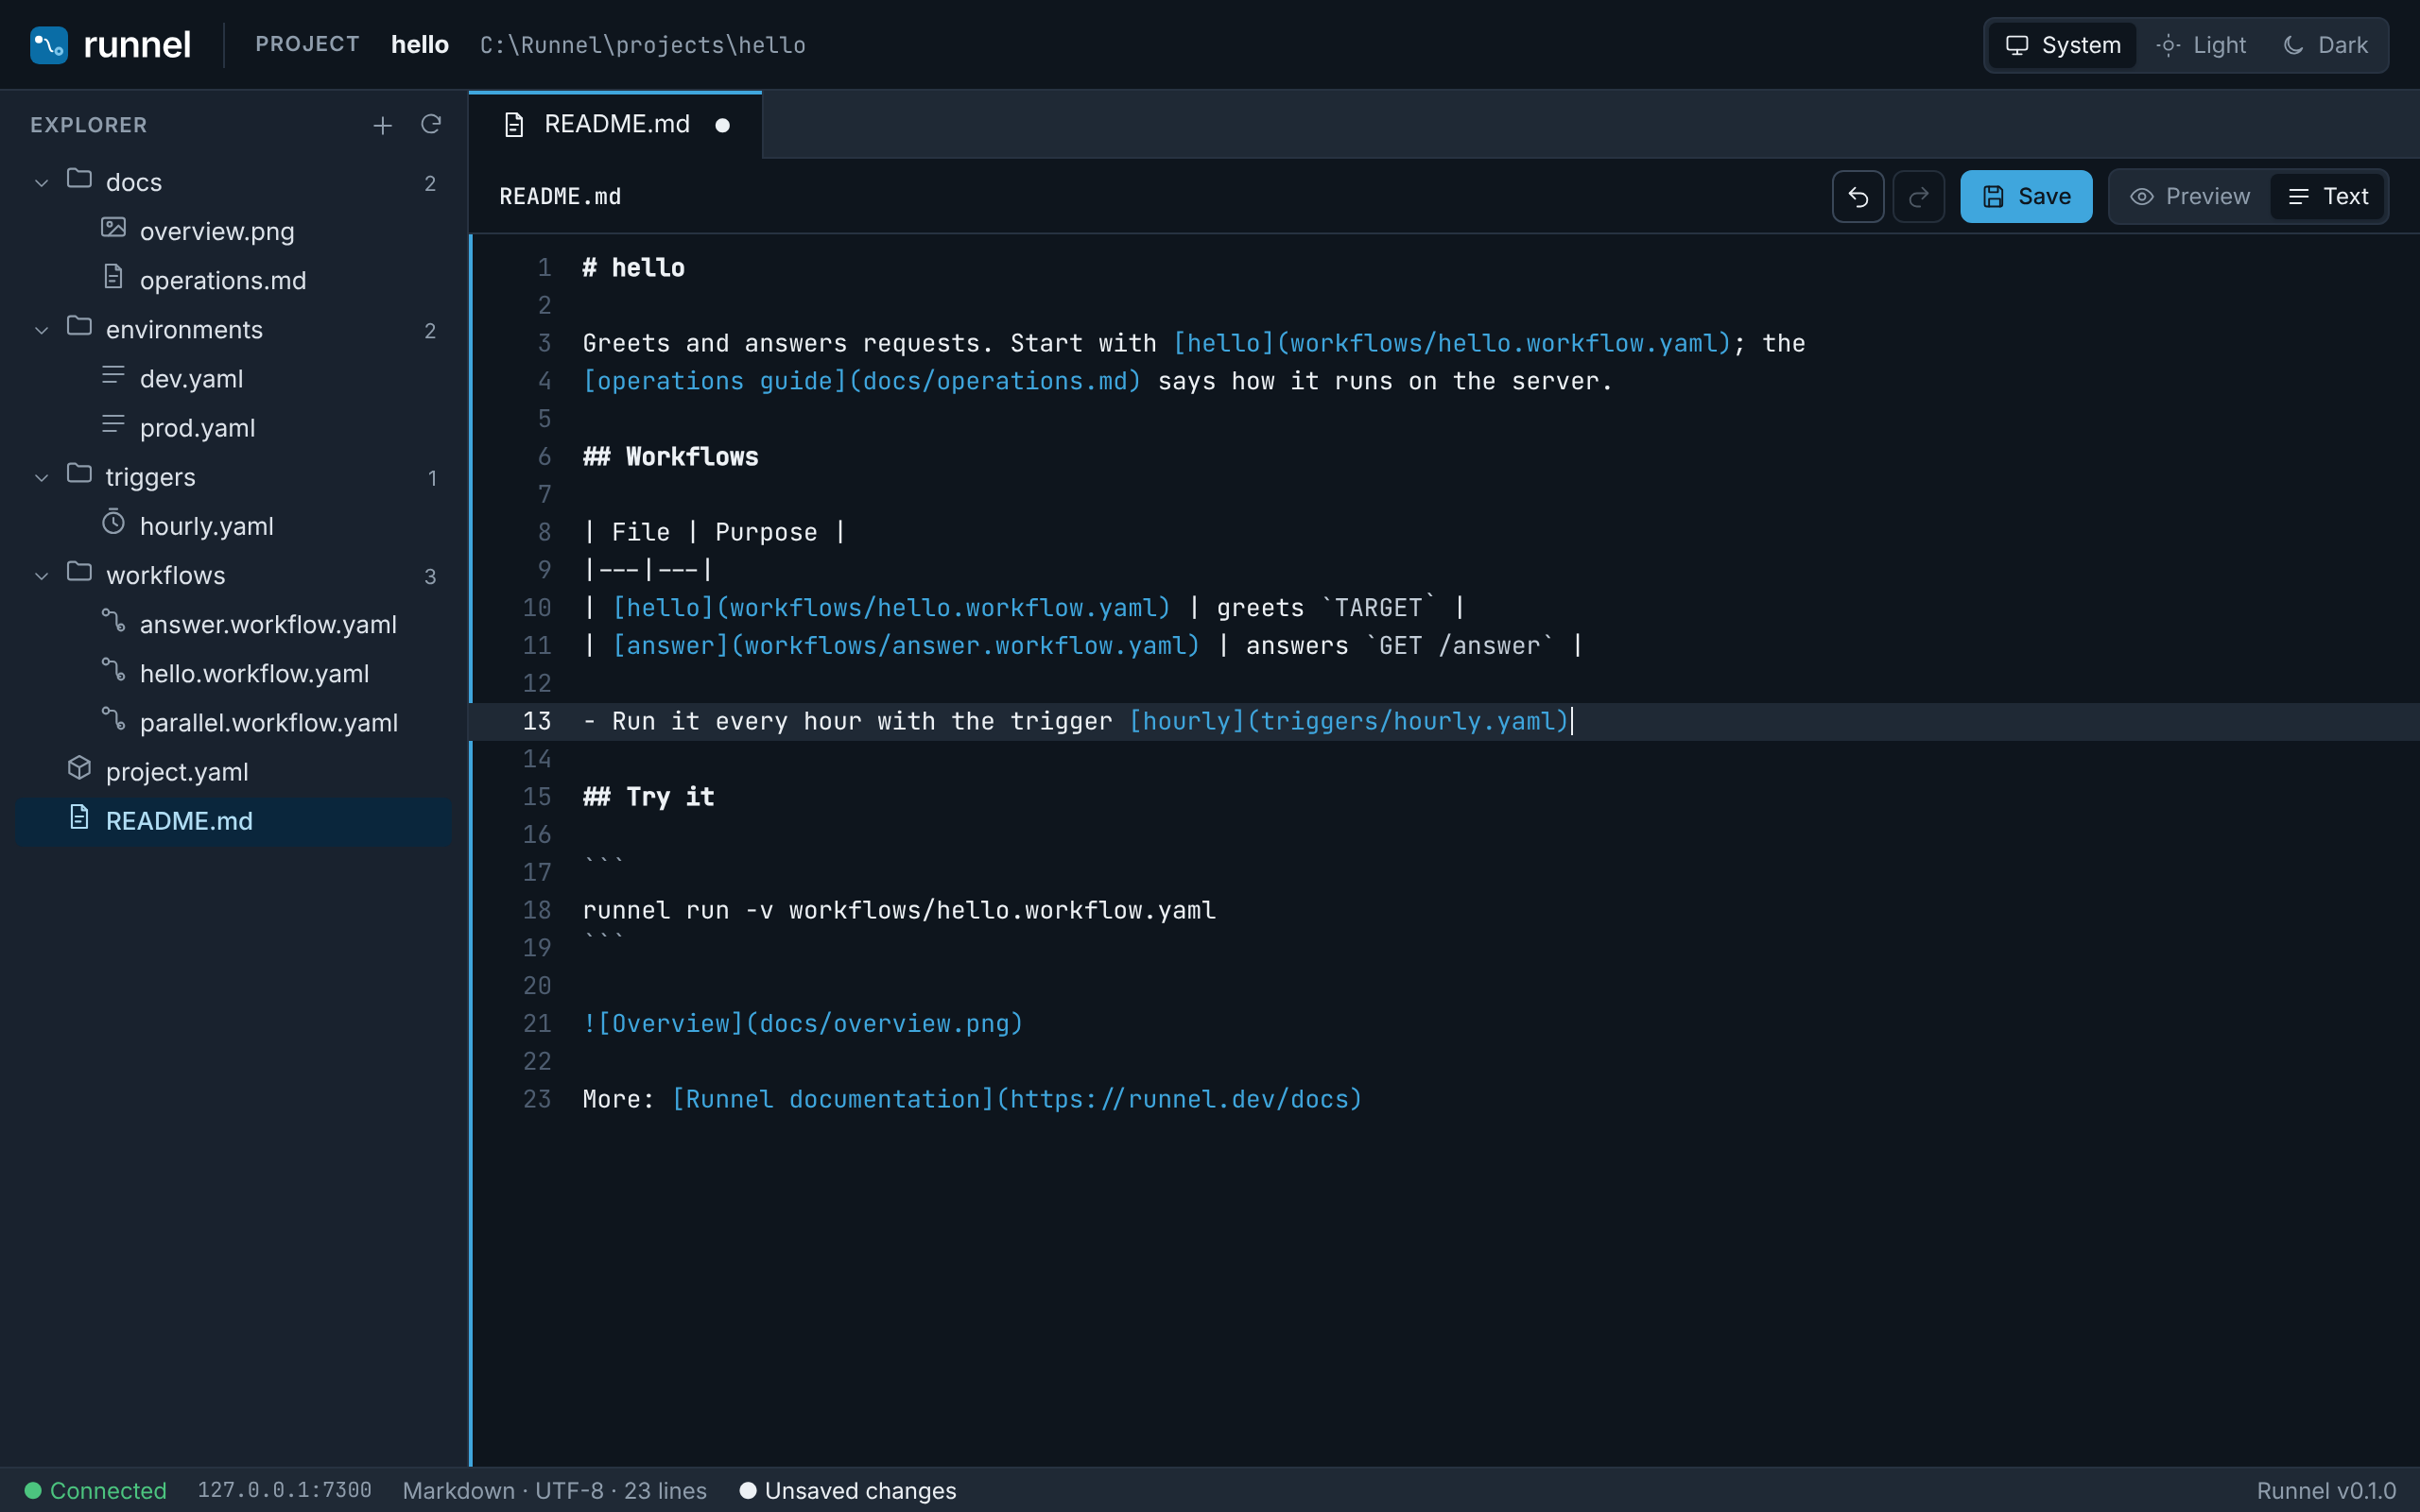 runnel PROJECT hello C:\Runnel\projects\hello System Light Dark
EXPLORER
docs 2
overview.png
operations.md
environments 2
dev.yaml
prod.yaml
triggers 1
hourly.yaml
workflows 3
answer.workflow.yaml
hello.workflow.yaml
parallel.workflow.yaml
project.yaml
README.md
README.md
README.md Save Preview Text
1 # hello
2
3 Greets and answers requests. Start with [hello](workflows/hello.workflow.yaml); the
4 [operations guide](docs/operations.md) says how it runs on the server.
5
6 ## Workflows
7
8 | File | Purpose |
9 |---|---|
10 | [hello](workflows/hello.workflow.yaml) | greets `TARGET` |
11 | [answer](workflows/answer.workflow.yaml) | answers `GET /answer` |
12
13 - Run it every hour with the trigger [hourly](triggers/hourly.yaml)
14
15 ## Try it
16
17 ```
18 runnel run -v workflows/hello.workflow.yaml
19 ```
20
21 ![Overview](docs/overview.png)
22
23 More: [Runnel documentation](https://runnel.dev/docs)
Connected 127.0.0.1:7300 Markdown · UTF-8 · 23 lines Unsaved changes Runnel v0.1.0